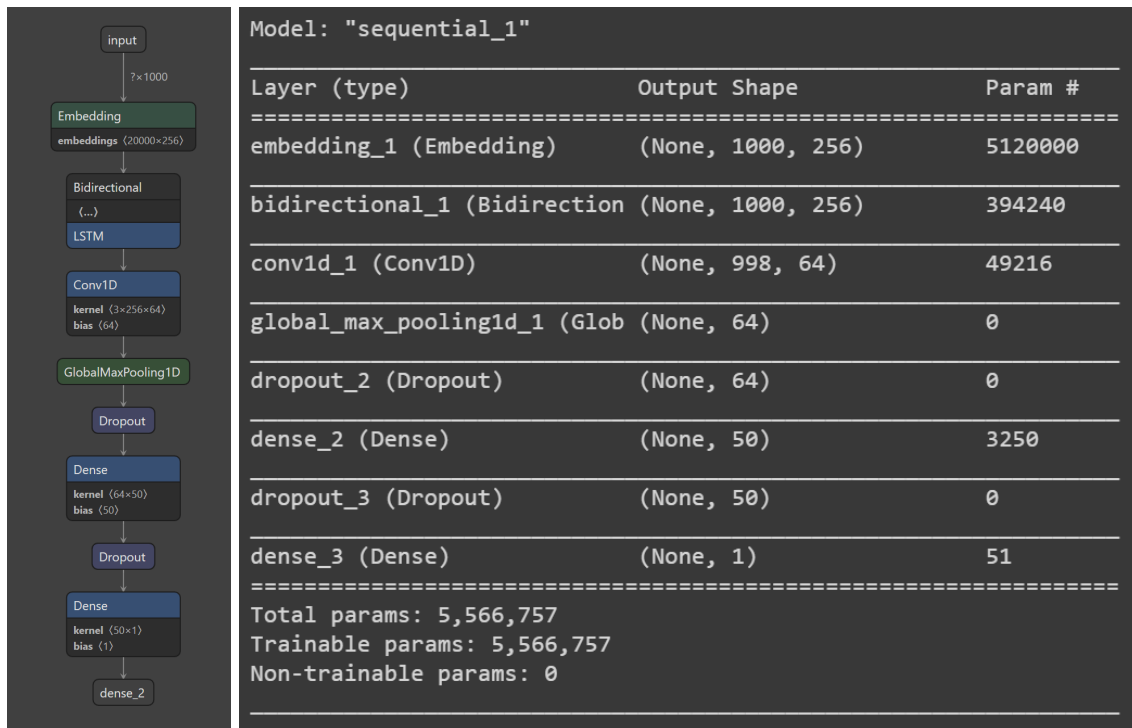 input
?×1000
Embedding
embeddings ⟨20000×256⟩
Bidirectional
⟨...⟩
LSTM
Conv1D
kernel ⟨3×256×64⟩
bias ⟨64⟩
GlobalMaxPooling1D
Dropout
Dense
kernel ⟨64×50⟩
bias ⟨50⟩
Dropout
Dense
kernel ⟨50×1⟩
bias ⟨1⟩
dense_2
Model: "sequential_1"
Layer (type) Output Shape Param #
embedding_1 (Embedding) (None, 1000, 256) 5120000
bidirectional_1 (Bidirection (None, 1000, 256) 394240
conv1d_1 (Conv1D) (None, 998, 64) 49216
global_max_pooling1d_1 (Glob (None, 64) 0
dropout_2 (Dropout) (None, 64) 0
dense_2 (Dense) (None, 50) 3250
dropout_3 (Dropout) (None, 50) 0
dense_3 (Dense) (None, 1) 51
Total params: 5,566,757
Trainable params: 5,566,757
Non-trainable params: 0